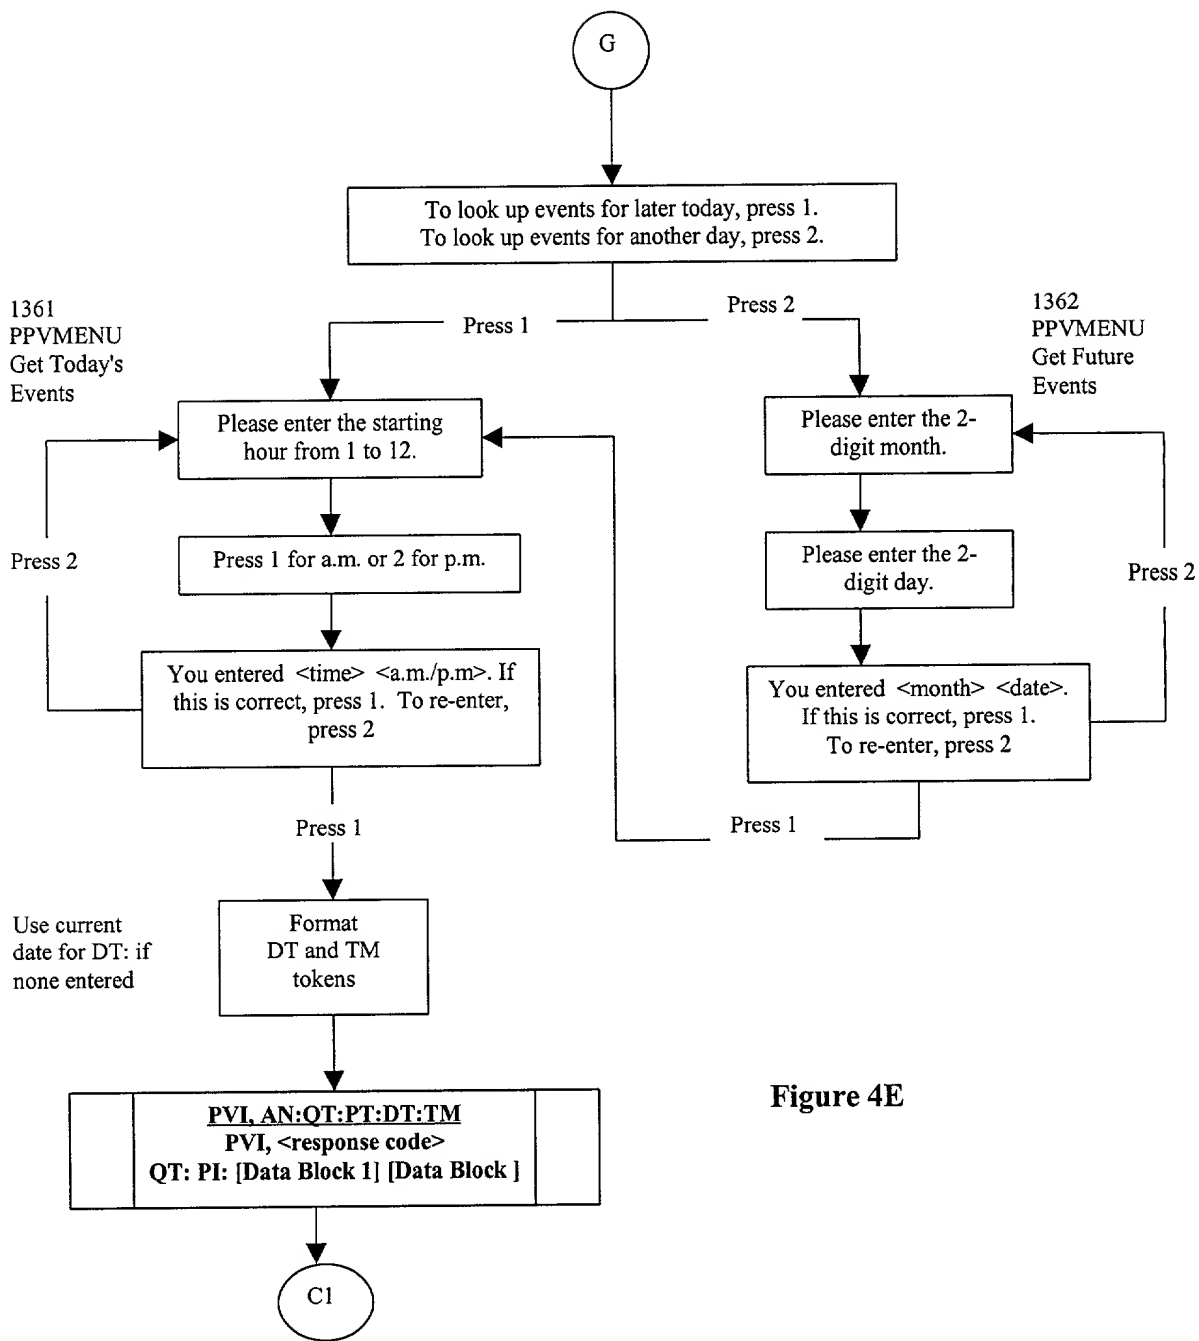 G
To look up events for later today, press 1.
To look up events for another day, press 2.
1361
PPVMENU
Get Today's
Events
Press 1
Press 2
1362
PPVMENU
Get Future
Events
Please enter the starting
hour from 1 to 12.
Please enter the 2-
digit month.
Press 2
Press 1 for a.m. or 2 for p.m.
Please enter the 2-
digit day.
Press 2
You entered <time> <a.m./p.m>. If
this is correct, press 1. To re-enter,
press 2
You entered <month> <date>.
If this is correct, press 1.
To re-enter, press 2
Press 1
Press 1
Use current
date for DT: if
none entered
Format
DT and TM
tokens
PVI, AN:QT:PT:DT:TM
PVI, <response code>
QT: PI: [Data Block 1] [Data Block ]
Figure 4E
C1